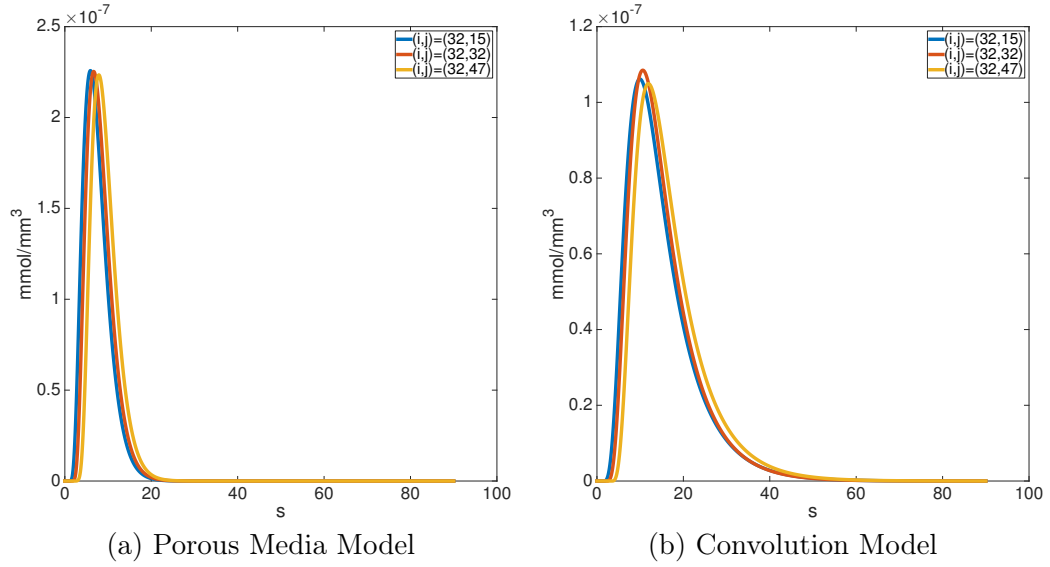 ×10⁻⁷
2.5
2
1.5
1
0.5
0
mmol/mm³
0 20 40 60 80 100
s
(i,j)=(32,15)
(i,j)=(32,32)
(i,j)=(32,47)
(a) Porous Media Model
×10⁻⁷
1.2
1
0.8
0.6
0.4
0.2
0
mmol/mm³
0 20 40 60 80 100
s
(i,j)=(32,15)
(i,j)=(32,32)
(i,j)=(32,47)
(b) Convolution Model